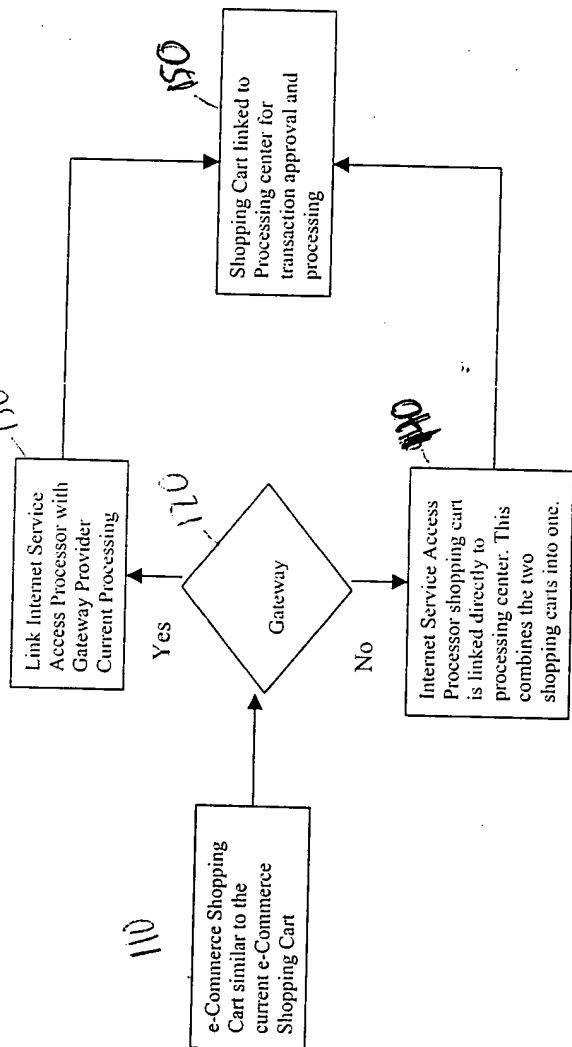 110
e-Commerce Shopping
Cart similar to the
current e-Commerce
Shopping Cart
120
Gateway
Yes
No
Link Internet Service
Access Processor with
Gateway Provider
Current Processing
140
Internet Service Access
Processor shopping cart
is linked directly to
processing center. This
combines the two
shopping carts into one.
150
Shopping Cart linked to
Processing center for
transaction approval and
processing